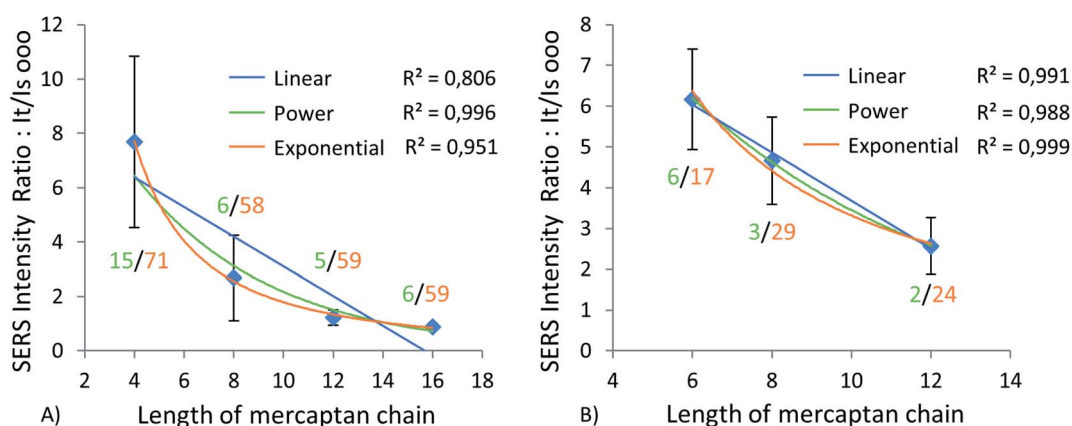 SERS Intensity Ratio : It/Is ooo
12
10
8
6
4
2
0
Linear R² = 0,806
Power R² = 0,996
Exponential R² = 0,951
6/58
15/71
5/59
6/59
2 4 6 8 10 12 14 16 18
A) Length of mercaptan chain
SERS Intensity Ratio : It/Is ooo
8
7
6
5
4
3
2
1
0
Linear R² = 0,991
Power R² = 0,988
Exponential R² = 0,999
6/17
3/29
2/24
4 6 8 10 12 14
B) Length of mercaptan chain